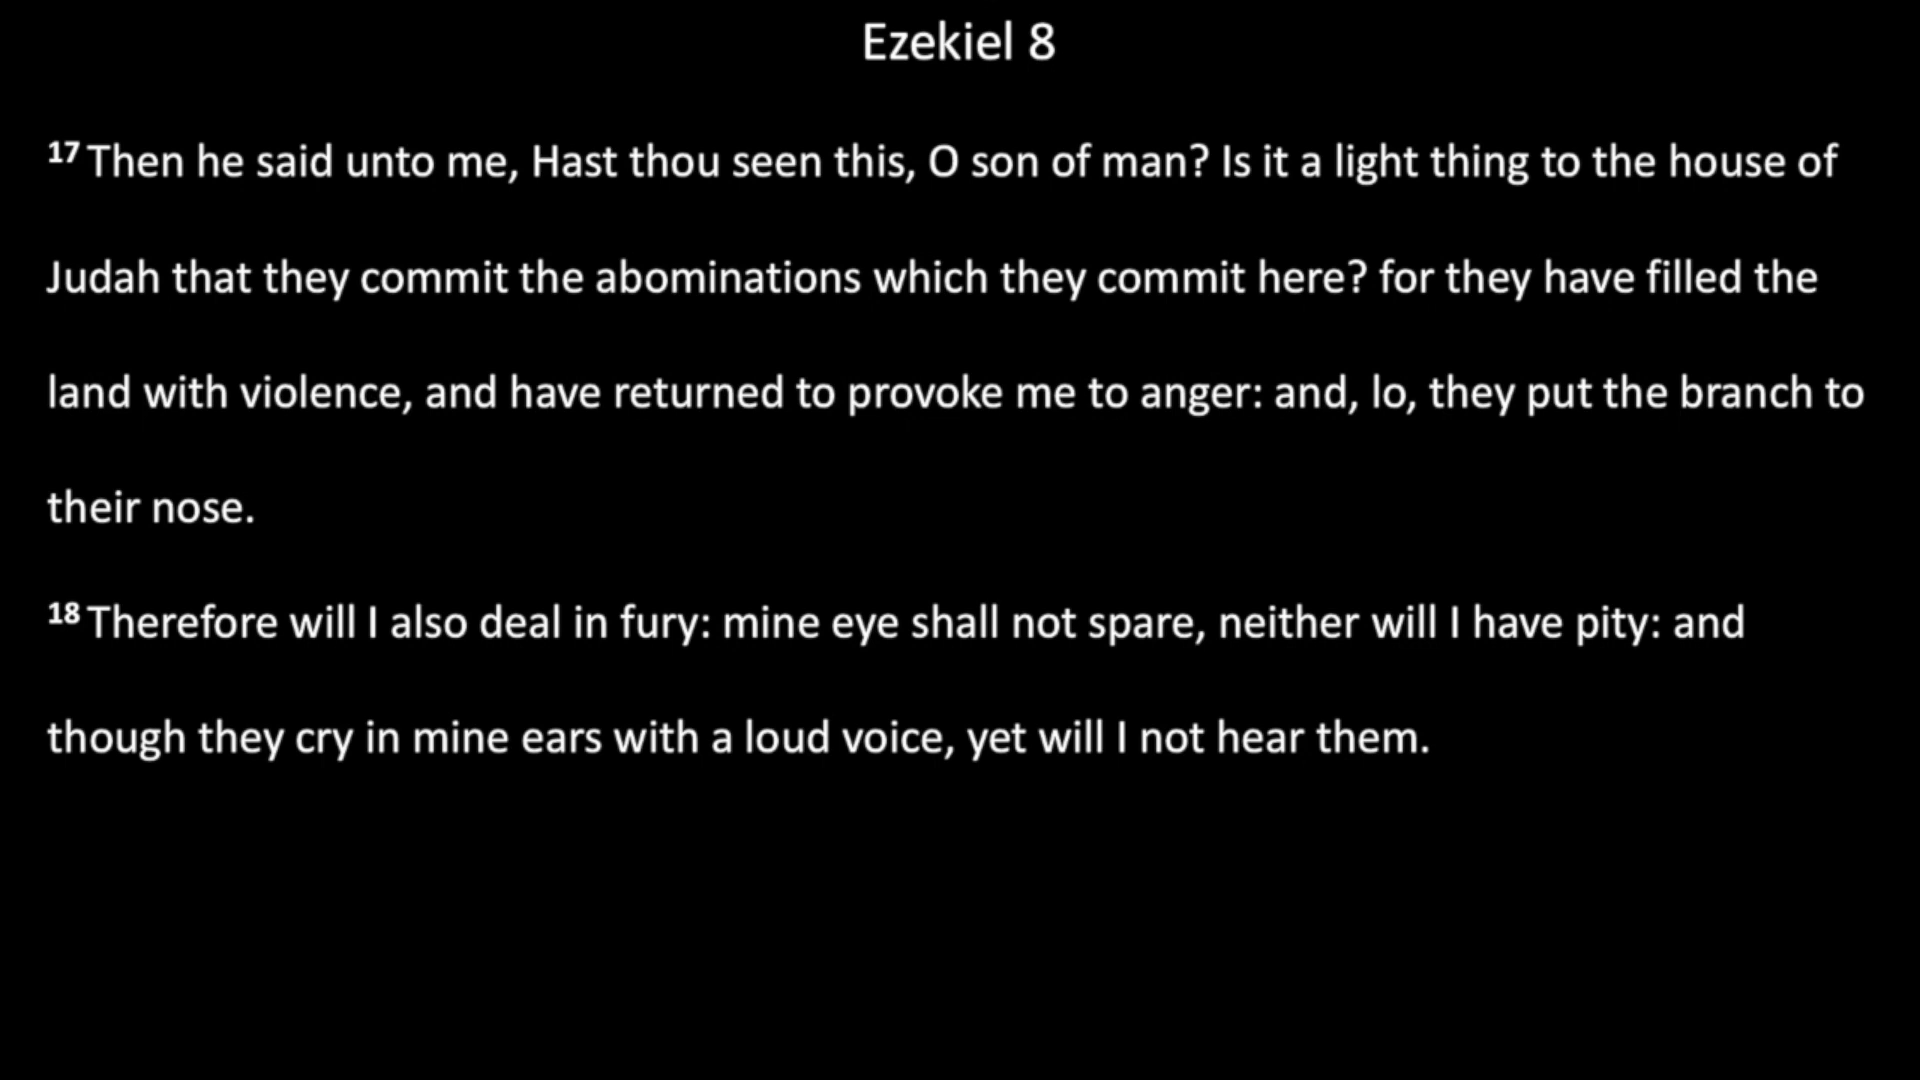 Ezekiel 8
17 Then he said unto me, Hast thou seen this, O son of man? Is it a light thing to the house of
Judah that they commit the abominations which they commit here? for they have filled the
land with violence, and have returned to provoke me to anger: and, lo, they put the branch to
their nose.
18 Therefore will I also deal in fury: mine eye shall not spare, neither will I have pity: and
though they cry in mine ears with a loud voice, yet will I not hear them.